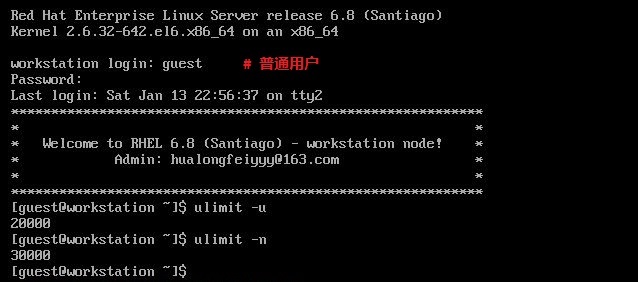 Red Hat Enterprise Linux Server release 6.8 (Santiago)
Kernel 2.6.32-642.el6.x86_64 on an x86_64
workstation login: guest # 普通用户
Password:
Last login: Sat Jan 13 22:56:37 on tty2
***********************************************************
* *
* Welcome to RHEL 6.8 (Santiago) - workstation node! *
* Admin: hualongfeiyyy@163.com *
* *
***********************************************************
[guest@workstation ~]$ ulimit -u
20000
[guest@workstation ~]$ ulimit -n
30000
[guest@workstation ~]$